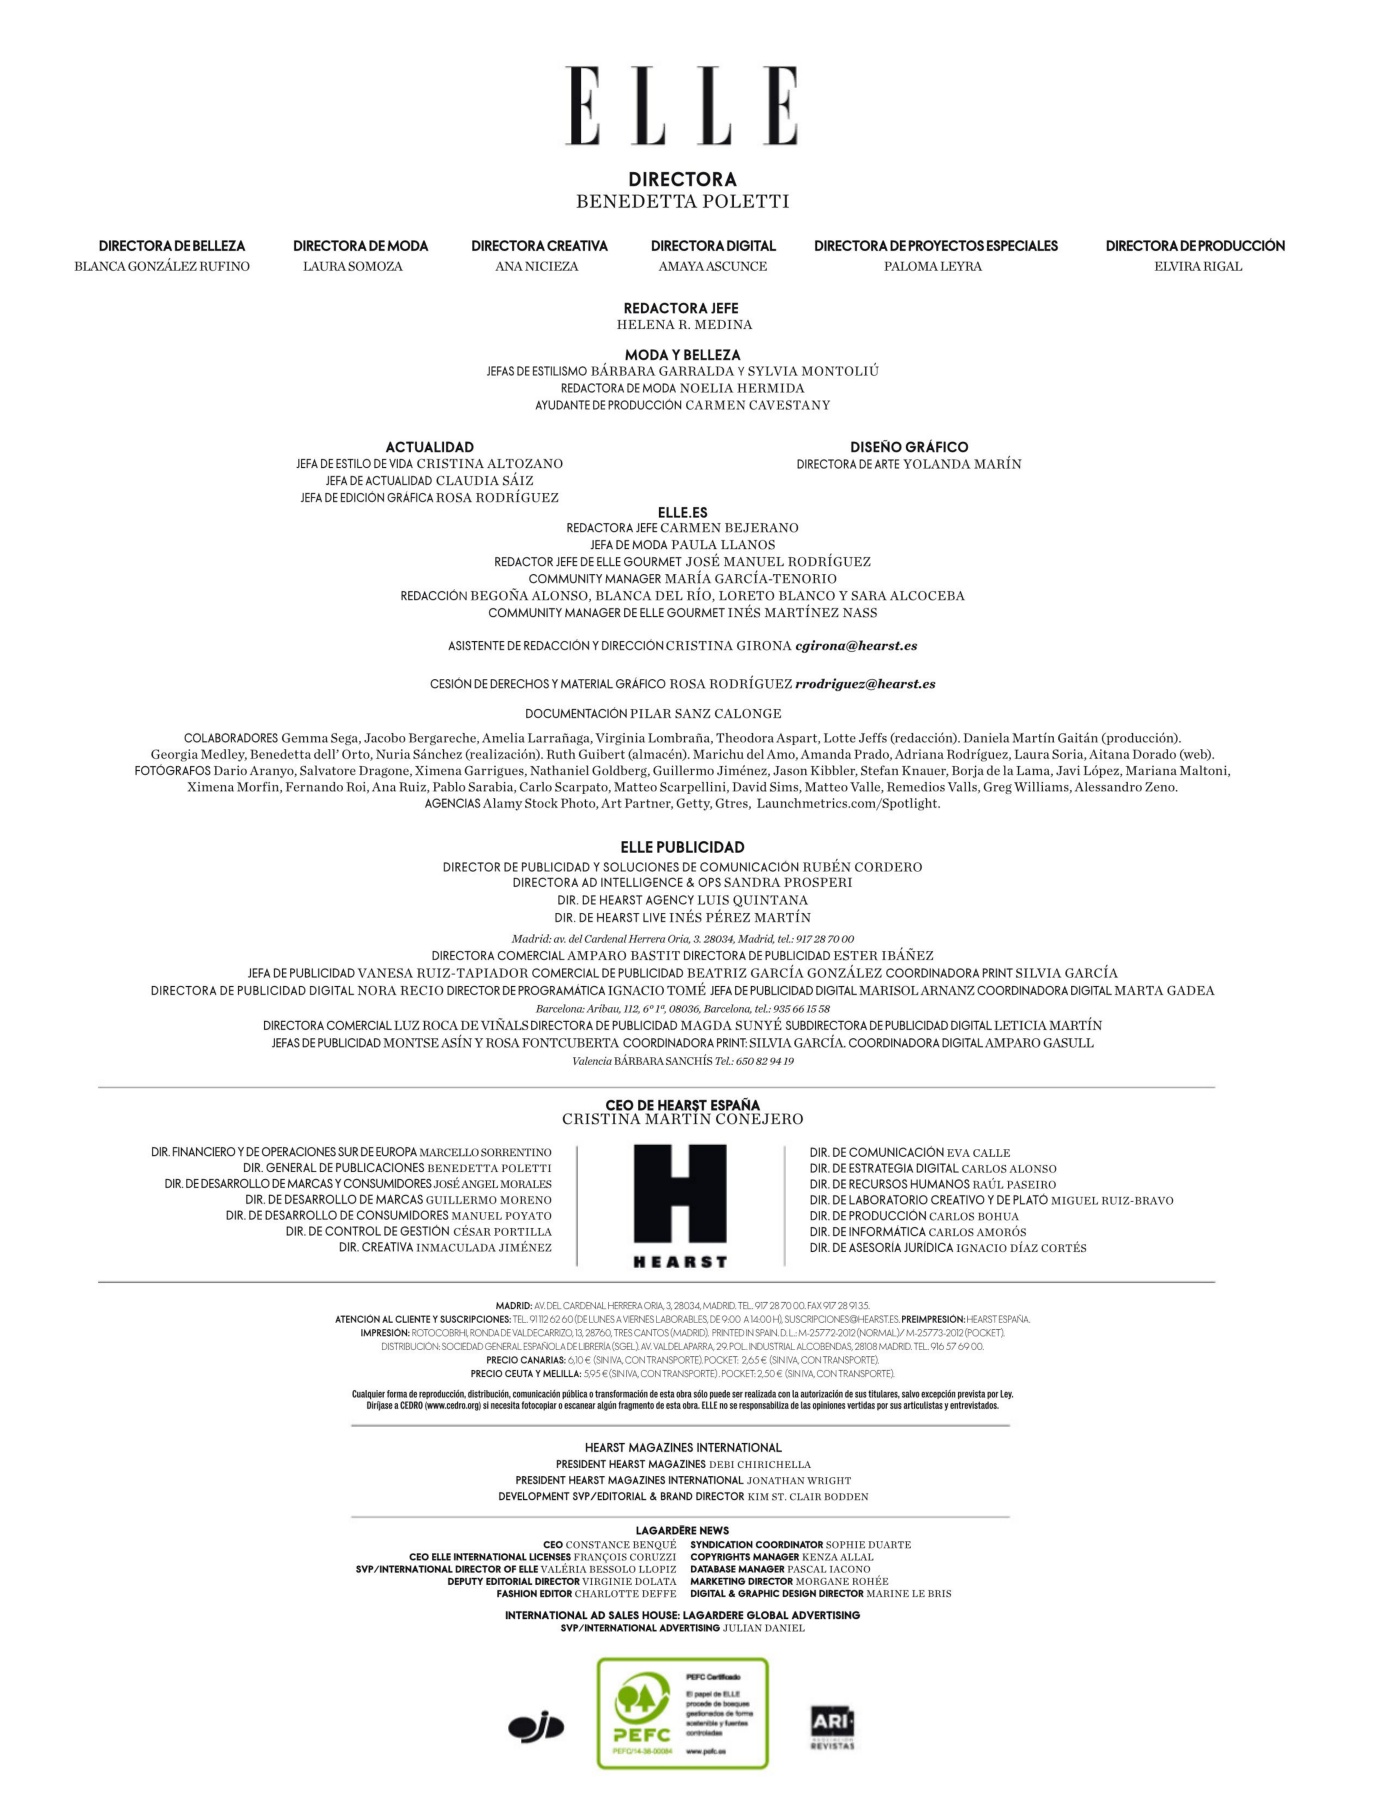 ELLE
DIRECTORA
BENEDETTA POLETTI
DIRECTORA DE BELLEZA
BLANCA GONZÁLEZ RUFINO
DIRECTORA DE MODA
LAURA SOMOZA
DIRECTORA CREATIVA
ANA NICIEZA
DIRECTORA DIGITAL
AMAYA ASCUNCE
DIRECTORA DE PROYECTOS ESPECIALES
PALOMA LEYRA
DIRECTORA DE PRODUCCIÓN
ELVIRA RIGAL
REDACTORA JEFE
HELENA R. MEDINA
MODA Y BELLEZA
JEFAS DE ESTILISMO BÁRBARA GARRALDA Y SYLVIA MONTOLIÚ
REDACTORA DE MODA NOELIA HERMIDA
AYUDANTE DE PRODUCCIÓN CARMEN CAVESTANY
ACTUALIDAD
JEFA DE ESTILO DE VIDA CRISTINA ALTOZANO
JEFA DE ACTUALIDAD CLAUDIA SÁIZ
JEFA DE EDICIÓN GRÁFICA ROSA RODRÍGUEZ
DISEÑO GRÁFICO
DIRECTORA DE ARTE YOLANDA MARÍN
ELLE.ES
REDACTORA JEFE CARMEN BEJERANO
JEFA DE MODA PAULA LLANOS
REDACTOR JEFE DE ELLE GOURMET JOSÉ MANUEL RODRÍGUEZ
COMMUNITY MANAGER MARÍA GARCÍA-TENORIO
REDACCIÓN BEGOÑA ALONSO, BLANCA DEL RÍO, LORETO BLANCO Y SARA ALCOCEBA
COMMUNITY MANAGER DE ELLE GOURMET INÉS MARTÍNEZ NASS
ASISTENTE DE REDACCIÓN Y DIRECCIÓN CRISTINA GIRONA cgirona@hearst.es
CESIÓN DE DERECHOS Y MATERIAL GRÁFICO ROSA RODRÍGUEZ rrodriguez@hearst.es
DOCUMENTACIÓN PILAR SANZ CALONGE
COLABORADORES Gemma Sega, Jacobo Bergareche, Amelia Larrañaga, Virginia Lombraña, Theodora Aspart, Lotte Jeffs (redacción). Daniela Martín Gaitán (producción).
Georgia Medley, Benedetta dell' Orto, Nuria Sánchez (realización). Ruth Guibert (almacén). Marichu del Amo, Amanda Prado, Adriana Rodríguez, Laura Soria, Aitana Dorado (web).
FOTÓGRAFOS Dario Aranyo, Salvatore Dragone, Ximena Garrigues, Nathaniel Goldberg, Guillermo Jiménez, Jason Kibbler, Stefan Knauer, Borja de la Lama, Javi López, Mariana Maltoni,
Ximena Morfín, Fernando Roi, Ana Ruiz, Pablo Sarabia, Carlo Scarpato, Matteo Scarpellini, David Sims, Matteo Valle, Remedios Valls, Greg Williams, Alessandro Zeno.
AGENCIAS Alamy Stock Photo, Art Partner, Getty, Gtres, Launchmetrics.com/Spotlight.
ELLE PUBLICIDAD
DIRECTOR DE PUBLICIDAD Y SOLUCIONES DE COMUNICACIÓN RUBÉN CORDERO
DIRECTORA AD INTELLIGENCE & OPS SANDRA PROSPERI
DIR. DE HEARST AGENCY LUIS QUINTANA
DIR. DE HEARST LIVE INÉS PÉREZ MARTÍN
Madrid: av. del Cardenal Herrera Oria, 3. 28034, Madrid, tel.: 917 28 70 00
DIRECTORA COMERCIAL AMPARO BASTIT DIRECTORA DE PUBLICIDAD ESTER IBÁÑEZ
JEFA DE PUBLICIDAD VANESA RUIZ-TAPIADOR COMERCIAL DE PUBLICIDAD BEATRIZ GARCÍA GONZÁLEZ COORDINADORA PRINT SILVIA GARCÍA
DIRECTORA DE PUBLICIDAD DIGITAL NORA RECIO DIRECTOR DE PROGRAMÁTICA IGNACIO TOMÉ JEFA DE PUBLICIDAD DIGITAL MARISOL ARNANZ COORDINADORA DIGITAL MARTA GADEA
Barcelona: Aribau, 112, 6º 1ª, 08036, Barcelona, tel.: 935 66 15 58
DIRECTORA COMERCIAL LUZ ROCA DE VIÑALS DIRECTORA DE PUBLICIDAD MAGDA SUNYÉ SUBDIRECTORA DE PUBLICIDAD DIGITAL LETICIA MARTÍN
JEFAS DE PUBLICIDAD MONTSE ASÍN Y ROSA FONTCUBERTA COORDINADORA PRINT: SILVIA GARCÍA. COORDINADORA DIGITAL AMPARO GASULL
Valencia BÁRBARA SANCHÍS Tel.: 650 82 94 19
CEO DE HEARST ESPAÑA
CRISTINA MARTÍN CONEJERO
DIR. FINANCIERO Y DE OPERACIONES SUR DE EUROPA MARCELLO SORRENTINO
DIR. GENERAL DE PUBLICACIONES BENEDETTA POLETTI
DIR. DE DESARROLLO DE MARCAS Y CONSUMIDORES JOSÉ ANGEL MORALES
DIR. DE DESARROLLO DE MARCAS GUILLERMO MORENO
DIR. DE DESARROLLO DE CONSUMIDORES MANUEL POYATO
DIR. DE CONTROL DE GESTIÓN CÉSAR PORTILLA
DIR. CREATIVA INMACULADA JIMÉNEZ
HEARST
DIR. DE COMUNICACIÓN EVA CALLE
DIR. DE ESTRATEGIA DIGITAL CARLOS ALONSO
DIR. DE RECURSOS HUMANOS RAÚL PASEIRO
DIR. DE LABORATORIO CREATIVO Y DE PLATÓ MIGUEL RUIZ-BRAVO
DIR. DE PRODUCCIÓN CARLOS BOHUA
DIR. DE INFORMÁTICA CARLOS AMORÓS
DIR. DE ASESORÍA JURÍDICA IGNACIO DÍAZ CORTÉS
MADRID: AV. DEL CARDENAL HERRERA ORIA, 3, 28034, MADRID. TEL. 917 28 70 00. FAX 917 28 91 35.
ATENCIÓN AL CLIENTE Y SUSCRIPCIONES: TEL. 91 112 62 60 (DE LUNES A VIERNES LABORABLES, DE 9:00 A 14:00 H), SUSCRIPCIONES@HEARST.ES. PREIMPRESIÓN: HEARST ESPAÑA.
IMPRESIÓN: ROTOCOBRHI, RONDA DE VALDECARRIZO, 13, 28760, TRES CANTOS (MADRID). PRINTED IN SPAIN. D. L.: M-25772-2012 (NORMAL) / M-25773-2012 (POCKET).
DISTRIBUCIÓN: SOCIEDAD GENERAL ESPAÑOLA DE LIBRERÍA (SGEL). AV. VALDELAPARRA, 29. POL. INDUSTRIAL ALCOBENDAS, 28108 MADRID. TEL. 916 57 69 00.
PRECIO CANARIAS: 6,10 € (SIN IVA, CON TRANSPORTE). POCKET: 2,65 € (SIN IVA, CON TRANSPORTE).
PRECIO CEUTA Y MELILLA: 5,95 € (SIN IVA, CON TRANSPORTE). POCKET: 2,50 € (SIN IVA, CON TRANSPORTE).
Cualquier forma de reproducción, distribución, comunicación pública o transformación de esta obra sólo puede ser realizada con la autorización de sus titulares, salvo excepción prevista por Ley.
Diríjase a CEDRO (www.cedro.org) si necesita fotocopiar o escanear algún fragmento de esta obra. ELLE no se responsabiliza de las opiniones vertidas por sus articulistas y entrevistados.
HEARST MAGAZINES INTERNATIONAL
PRESIDENT HEARST MAGAZINES DEBI CHIRICHELLA
PRESIDENT HEARST MAGAZINES INTERNATIONAL JONATHAN WRIGHT
DEVELOPMENT SVP/EDITORIAL & BRAND DIRECTOR KIM ST. CLAIR BODDEN
LAGARDËRE NEWS
CEO CONSTANCE BENQUÉ
CEO ELLE INTERNATIONAL LICENSES FRANÇOIS CORUZZI
SVP/INTERNATIONAL DIRECTOR OF ELLE VALÉRIA BESSOLO LLOPIZ
DEPUTY EDITORIAL DIRECTOR VIRGINIE DOLATA
FASHION EDITOR CHARLOTTE DEFFE
SYNDICATION COORDINATOR SOPHIE DUARTE
COPYRIGHTS MANAGER KENZA ALLAL
DATABASE MANAGER PASCAL IACONO
MARKETING DIRECTOR MORGANE ROHÉE
DIGITAL & GRAPHIC DESIGN DIRECTOR MARINE LE BRIS
INTERNATIONAL AD SALES HOUSE: LAGARDERE GLOBAL ADVERTISING
SVP/INTERNATIONAL ADVERTISING JULIAN DANIEL
OJD
PEFC
PEFC/14-38-00084
PEFC Certificado
El papel de ELLE
procede de bosques
gestionados de forma
sostenible y fuentes
controladas
www.pefc.es
ARI
ASOCIACIÓN
REVISTAS